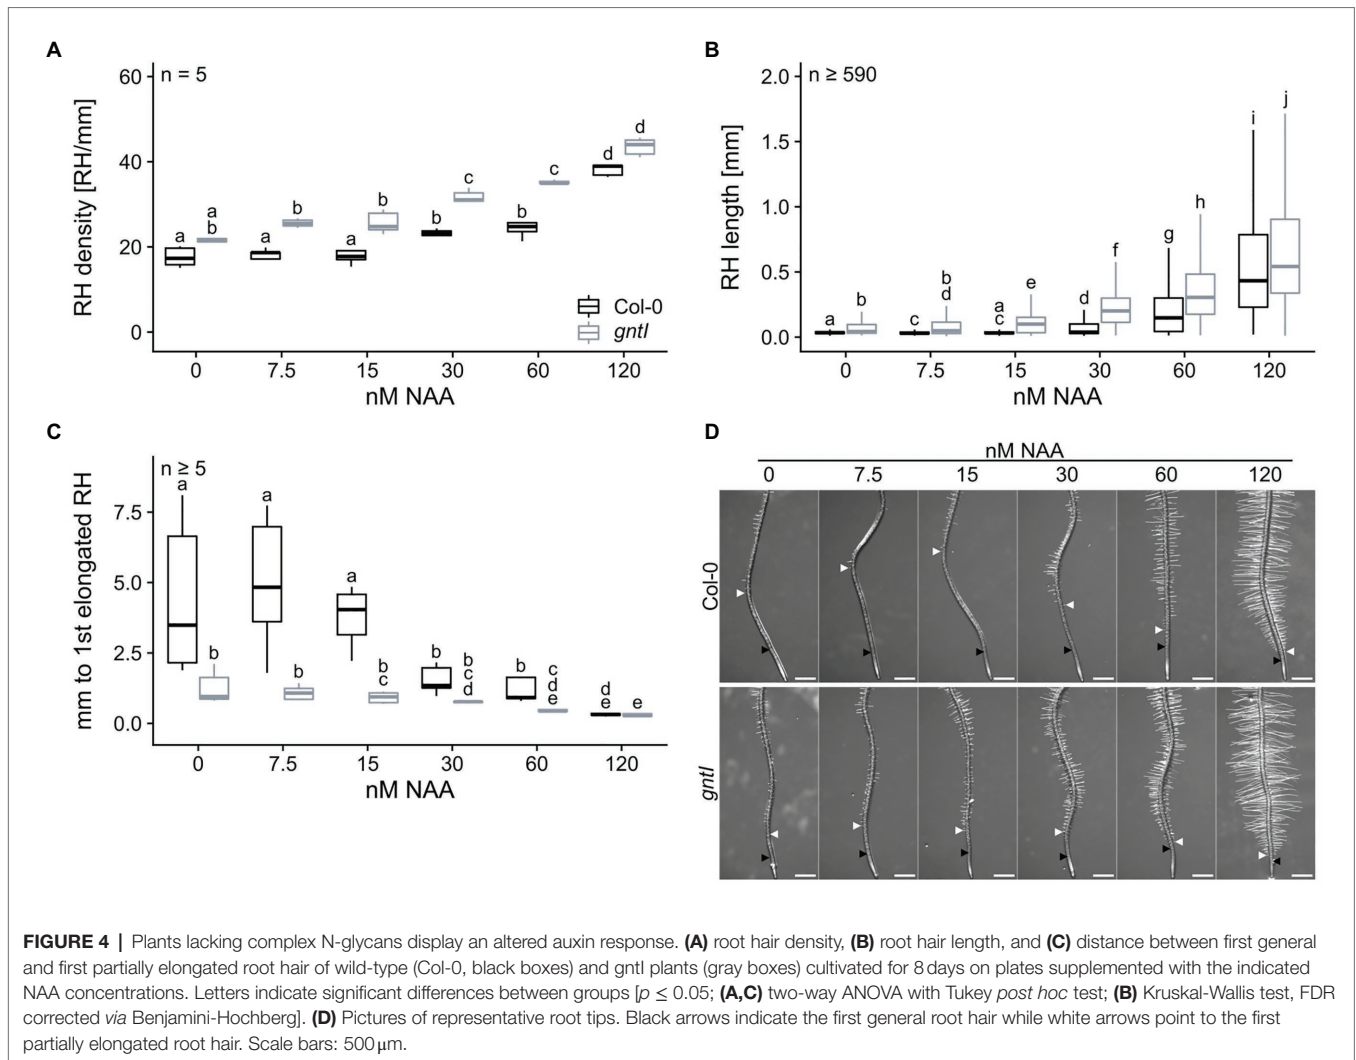 A
n = 5
RH density [RH/mm]
60
40
20
0
a
a
b
a
b
a
b
b
c
b
c
d
d
Col-0
gntI
0 7.5 15 30 60 120
nM NAA
B
n ≥ 590
RH length [mm]
2.0
1.5
1.0
0.5
0.0
a
b
c
b
d
a
c
e
d
f
g
h
i
j
0 7.5 15 30 60 120
nM NAA
C
n ≥ 5
mm to 1st elongated RH
7.5
5.0
2.5
0.0
a
b
a
b
a
b
c
b
b
c
d
b
c
d
e
d
e
e
0 7.5 15 30 60 120
nM NAA
D
nM NAA
0 7.5 15 30 60 120
Col-0
gntI
FIGURE 4 | Plants lacking complex N-glycans display an altered auxin response. (A) root hair density, (B) root hair length, and (C) distance between first general
and first partially elongated root hair of wild-type (Col-0, black boxes) and gntI plants (gray boxes) cultivated for 8 days on plates supplemented with the indicated
NAA concentrations. Letters indicate significant differences between groups [p ≤ 0.05; (A,C) two-way ANOVA with Tukey post hoc test; (B) Kruskal-Wallis test, FDR
corrected via Benjamini-Hochberg]. (D) Pictures of representative root tips. Black arrows indicate the first general root hair while white arrows point to the first
partially elongated root hair. Scale bars: 500 μm.